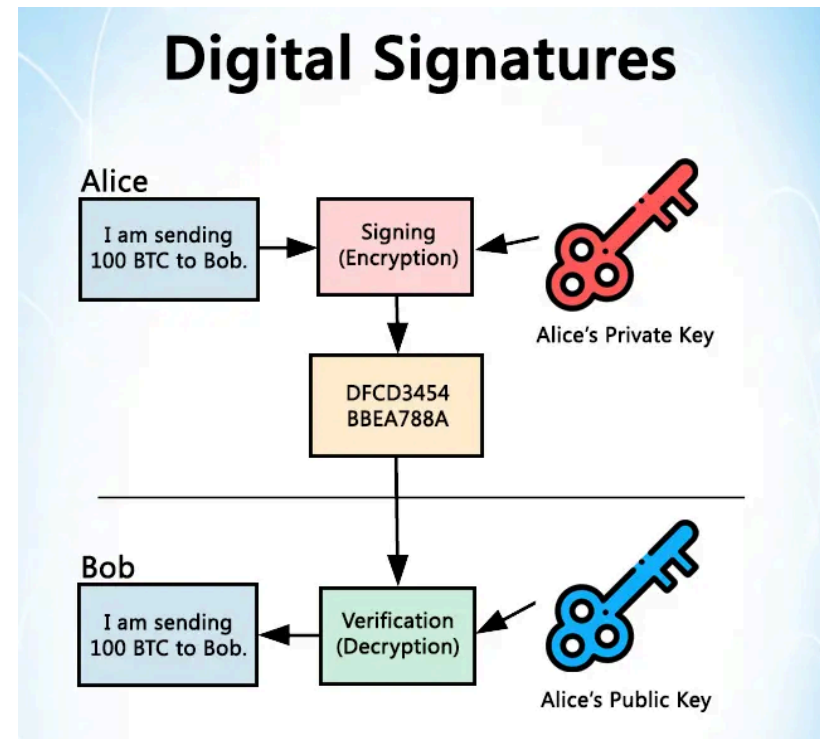 Digital Signatures
Alice
I am sending
100 BTC to Bob.
Signing
(Encryption)
Alice's Private Key
DFCD3454
BBEA788A
Bob
I am sending
100 BTC to Bob.
Verification
(Decryption)
Alice's Public Key